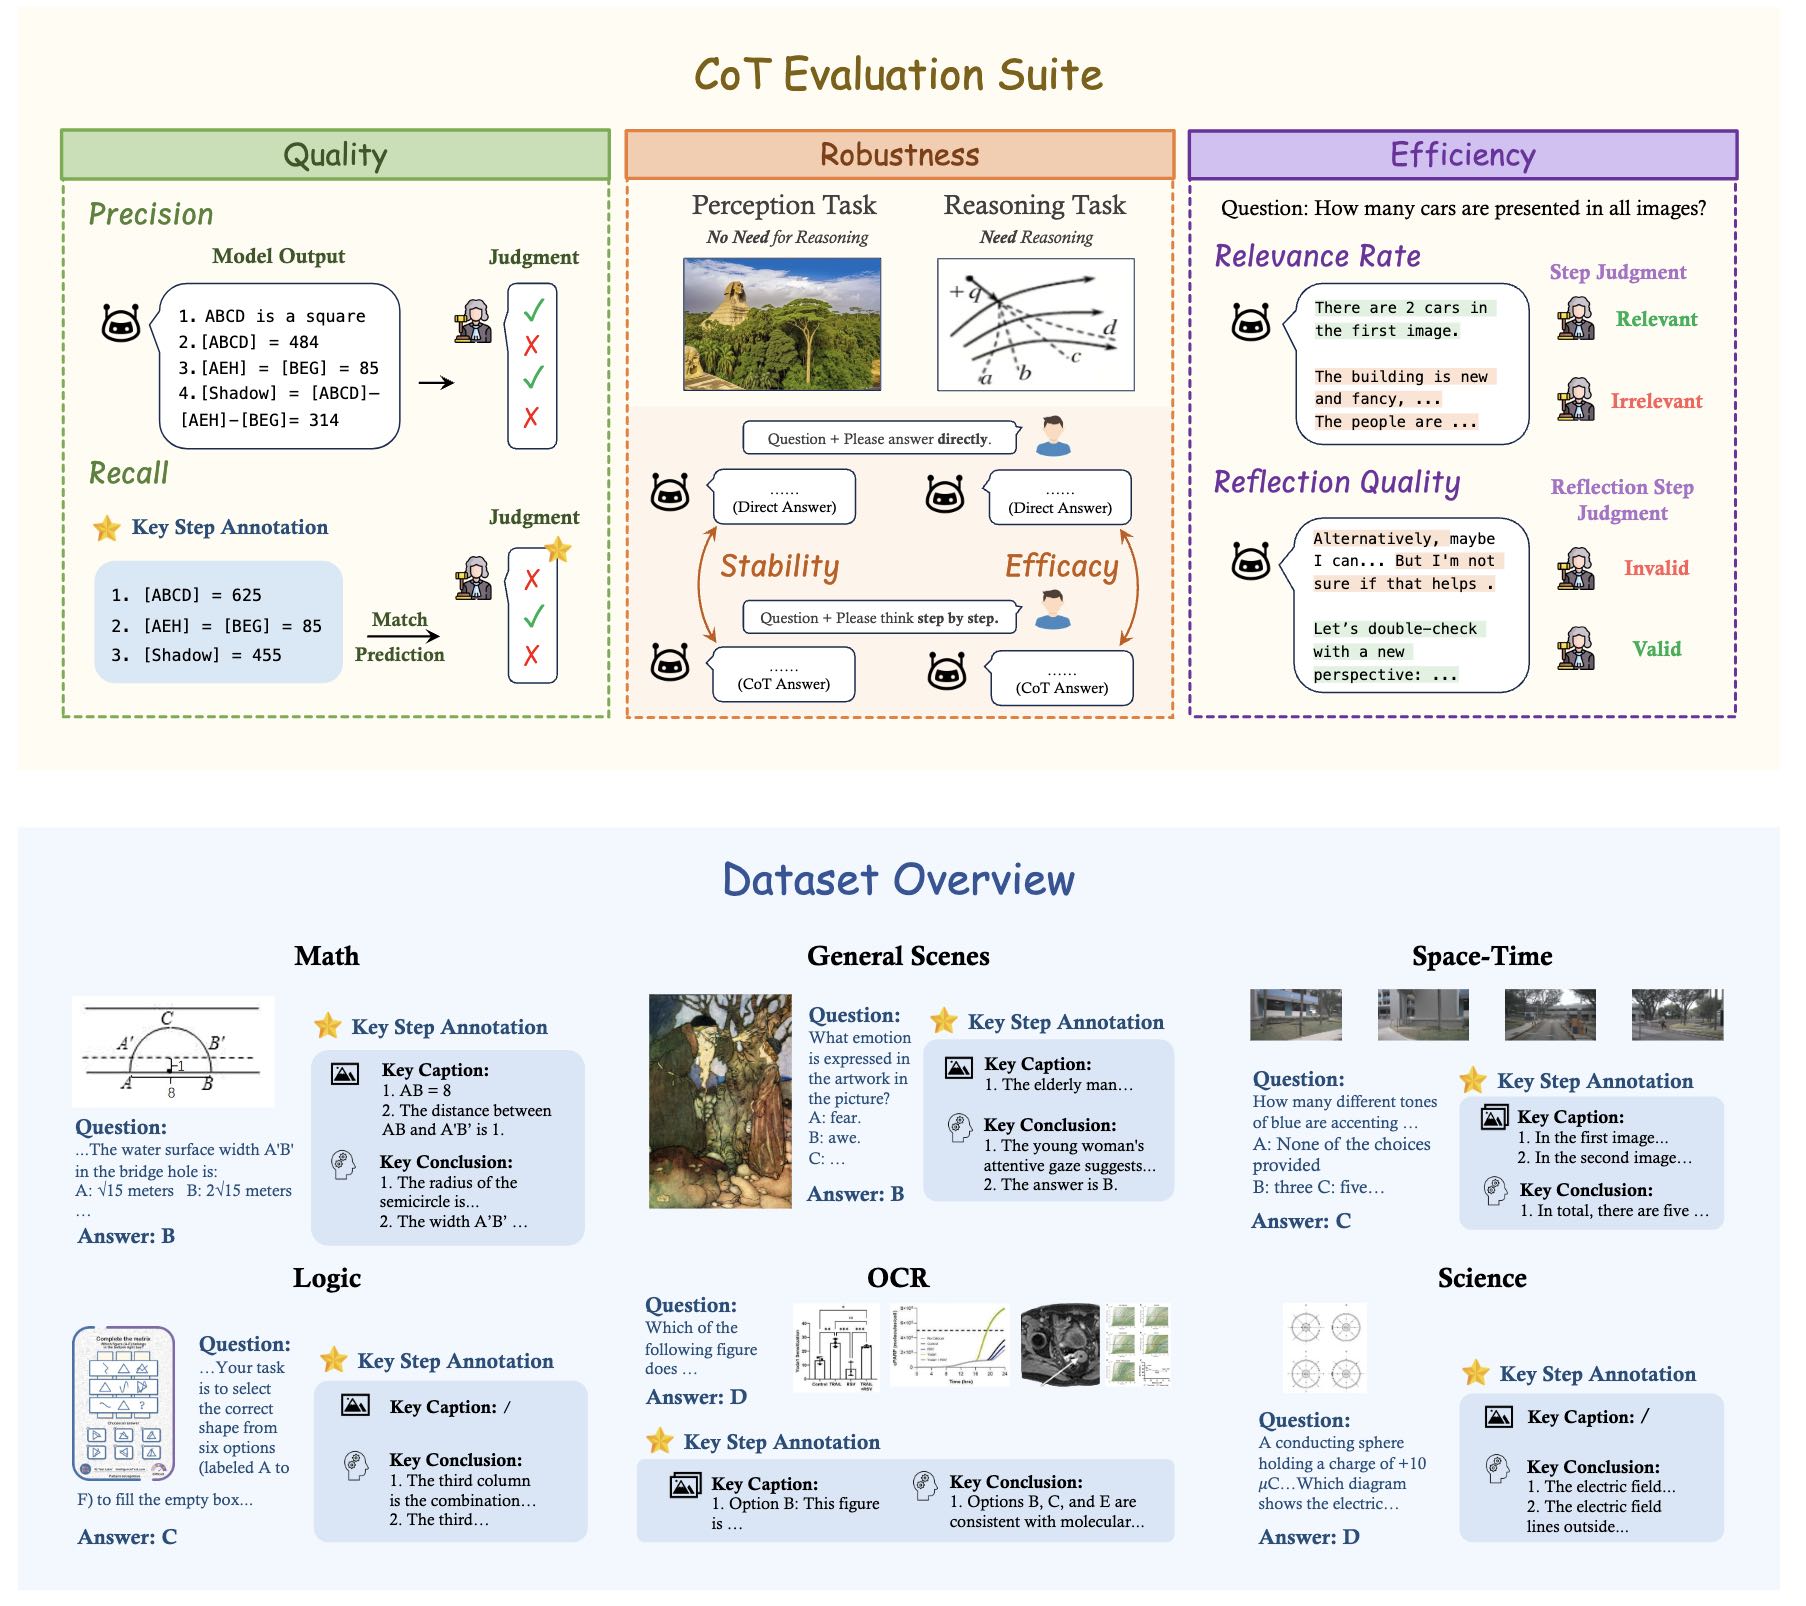 CoT Evaluation Suite
Quality
Precision
Model Output
Judgment
1. ABCD is a square
2.[ABCD] = 484
3.[AEH] = [BEG] = 85
4.[Shadow] = [ABCD]–
[AEH]–[BEG]= 314
Recall
Key Step Annotation
Judgment
1. [ABCD] = 625
2. [AEH] = [BEG] = 85
3. [Shadow] = 455
Match
Prediction
Robustness
Perception Task
No Need for Reasoning
Reasoning Task
Need Reasoning
+q
a
b
c
d
Question + Please answer directly.
......
(Direct Answer)
......
(Direct Answer)
Stability
Efficacy
Question + Please think step by step.
......
(CoT Answer)
......
(CoT Answer)
Efficiency
Question: How many cars are presented in all images?
Relevance Rate
Step Judgment
There are 2 cars in
the first image.
Relevant
The building is new
and fancy, ...
The people are ...
Irrelevant
Reflection Quality
Reflection Step
Judgment
Alternatively, maybe
I can... But I'm not
sure if that helps .
Invalid
Let's double-check
with a new
perspective: ...
Valid
Dataset Overview
Math
C
A'
B'
1
A
B
8
Question:
...The water surface width A'B'
in the bridge hole is:
A: √15 meters B: 2√15 meters
...
Answer: B
Key Step Annotation
Key Caption:
1. AB = 8
2. The distance between
AB and A'B' is 1.
Key Conclusion:
1. The radius of the
semicircle is...
2. The width A'B' ...
General Scenes
Question:
What emotion
is expressed in
the artwork in
the picture?
A: fear.
B: awe.
C: ...
Answer: B
Key Step Annotation
Key Caption:
1. The elderly man...
Key Conclusion:
1. The young woman's
attentive gaze suggests...
2. The answer is B.
Space-Time
Question:
How many different tones
of blue are accenting ...
A: None of the choices
provided
B: three C: five...
Answer: C
Key Step Annotation
Key Caption:
1. In the first image...
2. In the second image...
Key Conclusion:
1. In total, there are five ...
Logic
Complete the matrix
?
Question:
...Your task
is to select
the correct
shape from
six options
(labeled A to
F) to fill the empty box...
Answer: C
Key Step Annotation
Key Caption: /
Key Conclusion:
1. The third column
is the combination...
2. The third...
OCR
Question:
Which of the
following figure
does ...
Answer: D
Control TRAIL RSV TRAIL
+RSV
0 4 8 12 16 20 24
Time (hrs)
Key Step Annotation
Key Caption:
1. Option B: This figure
is ...
Key Conclusion:
1. Options B, C, and E are
consistent with molecular...
Science
Question:
A conducting sphere
holding a charge of +10
μC...Which diagram
shows the electric...
Answer: D
Key Step Annotation
Key Caption: /
Key Conclusion:
1. The electric field...
2. The electric field
lines outside...